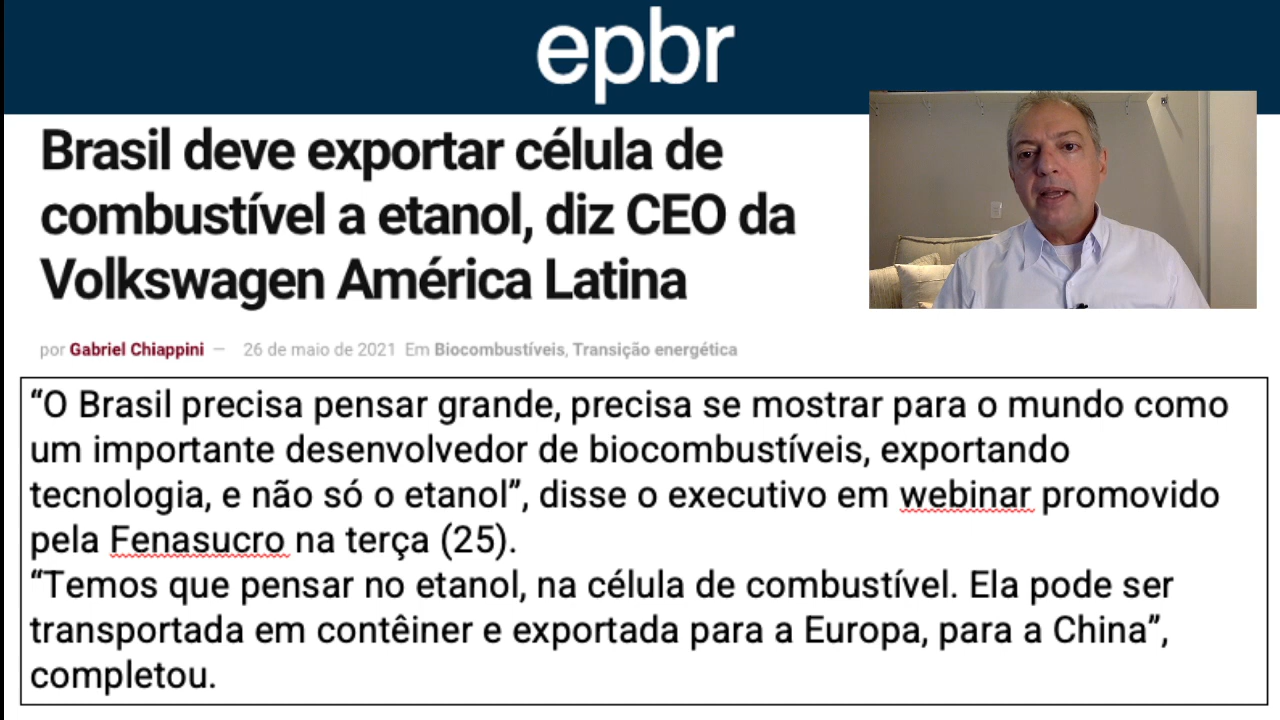 epbr
Brasil deve exportar célula de
combustível a etanol, diz CEO da
Volkswagen América Latina
por Gabriel Chiappini — 26 de maio de 2021 Em Biocombustíveis, Transição energética
“O Brasil precisa pensar grande, precisa se mostrar para o mundo como
um importante desenvolvedor de biocombustíveis, exportando
tecnologia, e não só o etanol”, disse o executivo em webinar promovido
pela Fenasucro na terça (25).
“Temos que pensar no etanol, na célula de combustível. Ela pode ser
transportada em contêiner e exportada para a Europa, para a China”,
completou.